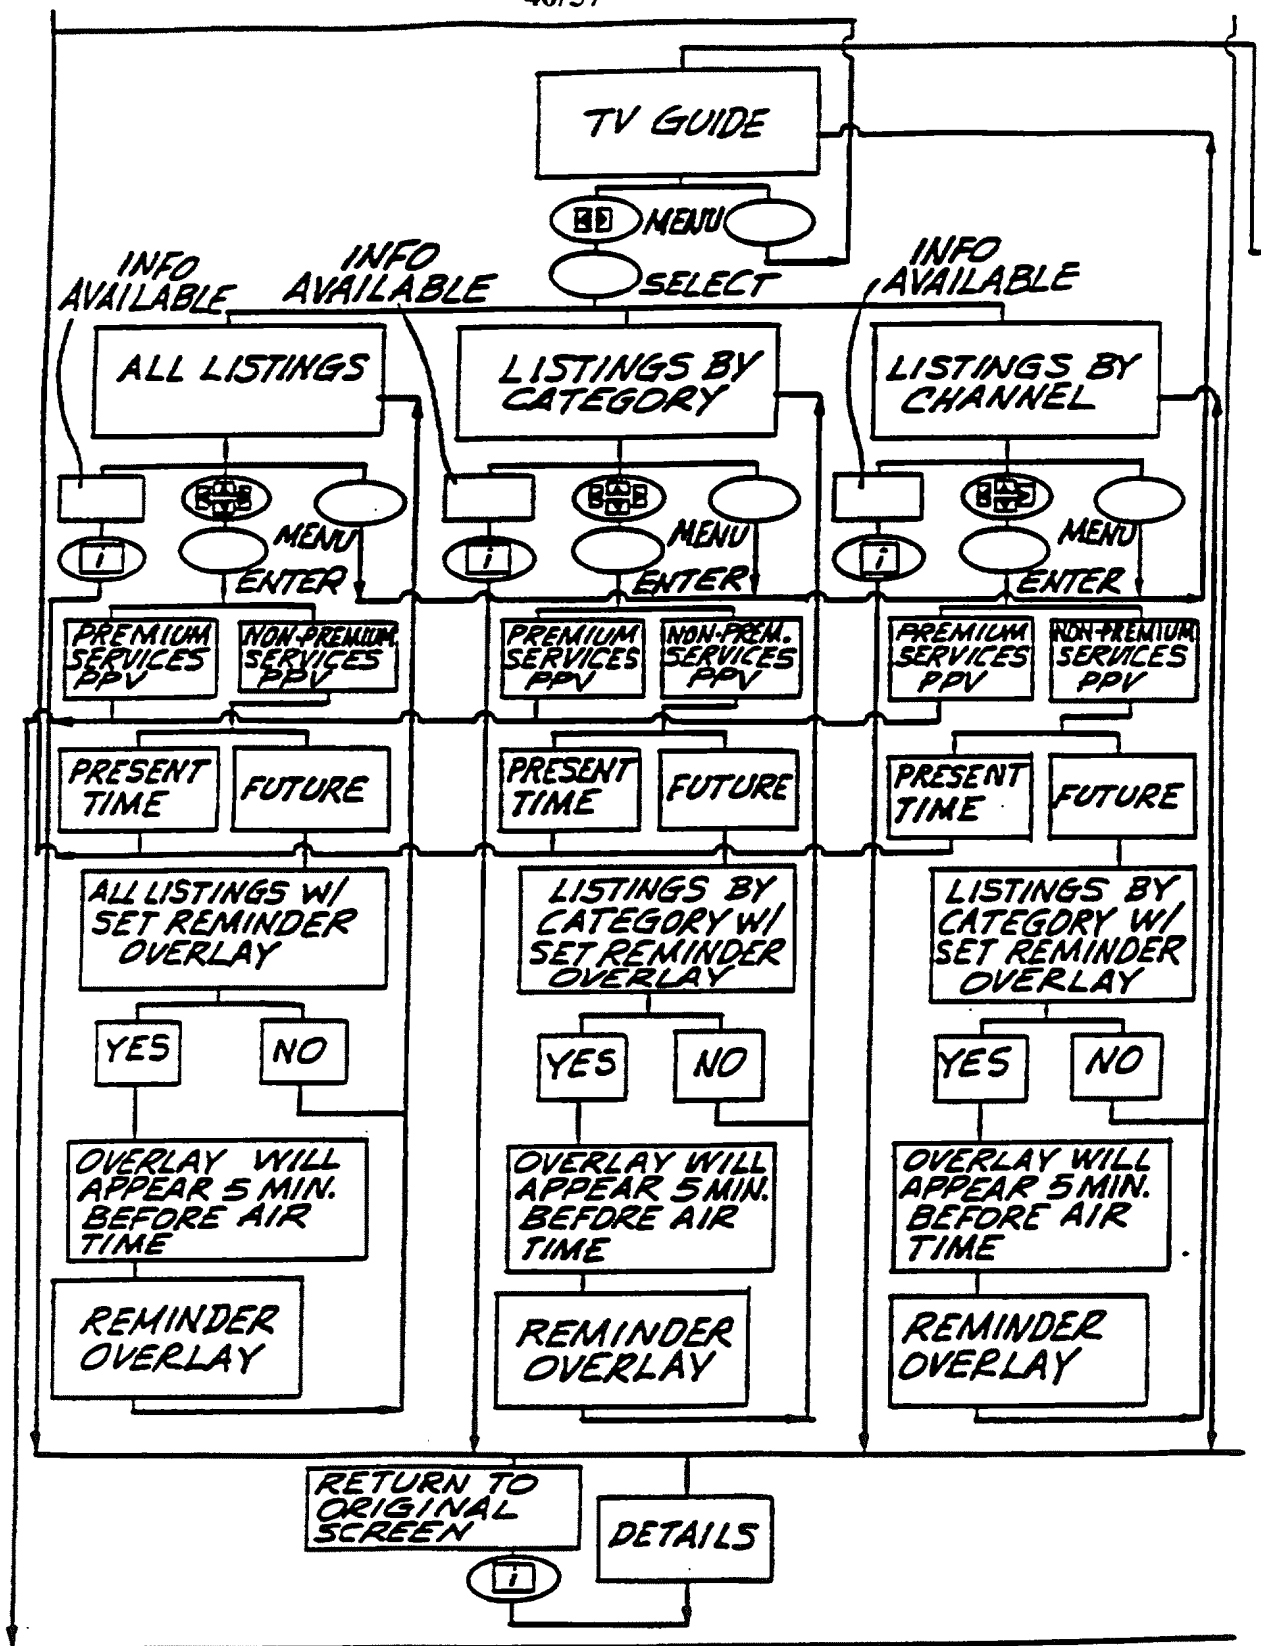 TV GUIDE
MENU
SELECT
INFO
AVAILABLE
INFO
AVAILABLE
INFO
AVAILABLE
ALL LISTINGS
LISTINGS BY
CATEGORY
LISTINGS BY
CHANNEL
i
MENU
ENTER
i
MENU
ENTER
i
MENU
ENTER
PREMIUM
SERVICES
PPV
NON-PREMIUM
SERVICES
PPV
PREMIUM
SERVICES
PPV
NON-PREM.
SERVICES
PPV
PREMIUM
SERVICES
PPV
NON-PREMIUM
SERVICES
PPV
PRESENT
TIME
FUTURE
PRESENT
TIME
FUTURE
PRESENT
TIME
FUTURE
ALL LISTINGS W/
SET REMINDER
OVERLAY
LISTINGS BY
CATEGORY W/
SET REMINDER
OVERLAY
LISTINGS BY
CATEGORY W/
SET REMINDER
OVERLAY
YES
NO
YES
NO
YES
NO
OVERLAY WILL
APPEAR 5 MIN.
BEFORE AIR
TIME
OVERLAY WILL
APPEAR 5 MIN.
BEFORE AIR
TIME
OVERLAY WILL
APPEAR 5 MIN.
BEFORE AIR
TIME
REMINDER
OVERLAY
REMINDER
OVERLAY
REMINDER
OVERLAY
RETURN TO
ORIGINAL
SCREEN
DETAILS
i